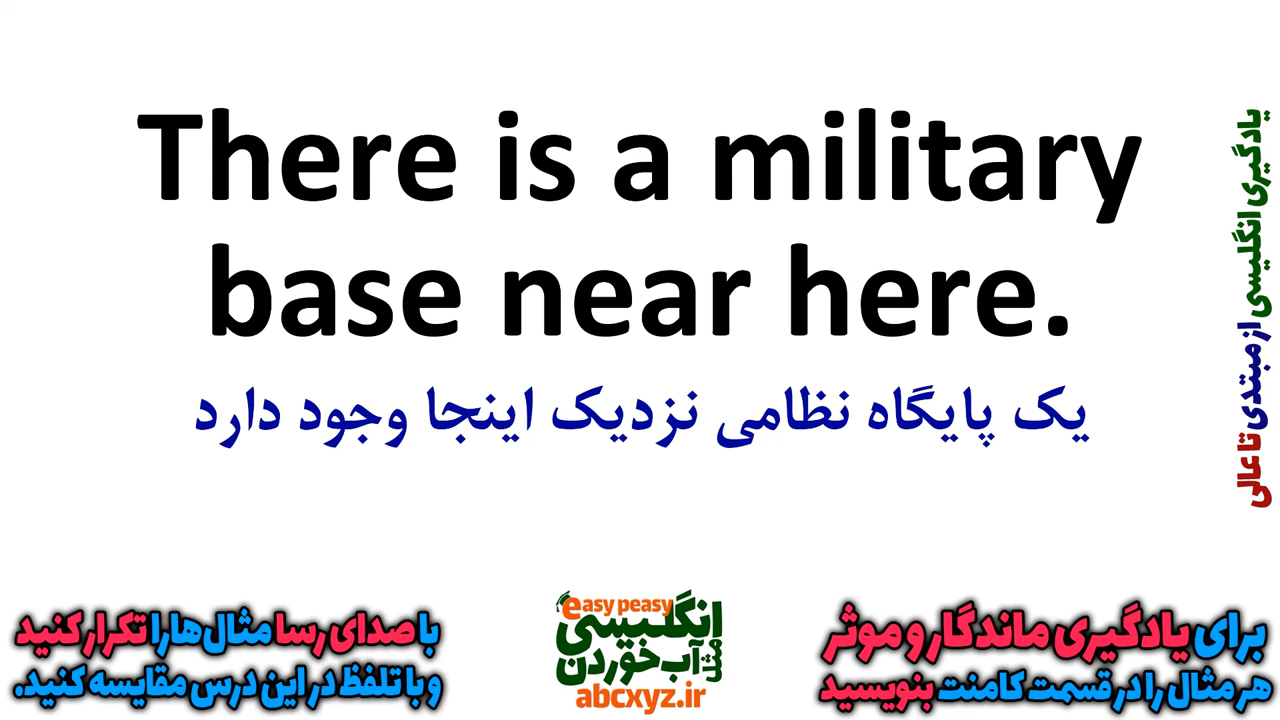 There is a military
base near here.
یک پایگاه نظامی نزدیک اینجا وجود دارد
یادگیری انگلیسی از مبتدی تا عالی
با صدای رسا مثال‌ها را تکرار کنید
و با تلفظ در این درس مقایسه کنید.
easy peasy
انگلیسی
مثل
آب خوردن
abcxyz.ir
برای یادگیری ماندگار و موثر
هر مثال را در قسمت کامنت بنویسید